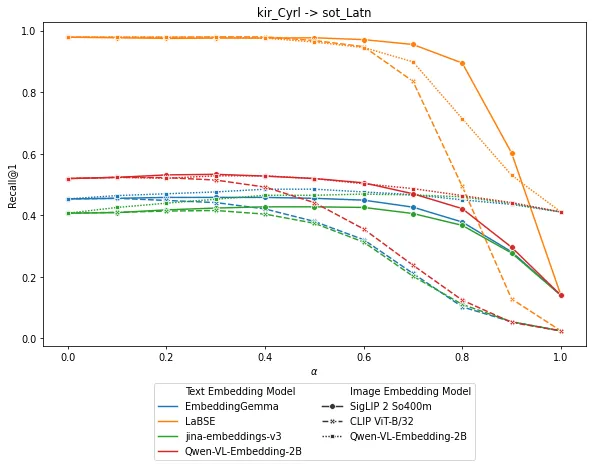 kir_Cyrl -> sot_Latn
Recall@1
1.0
0.8
0.6
0.4
0.2
0.0
0.0 0.2 0.4 0.6 0.8 1.0
α
Text Embedding Model Image Embedding Model
EmbeddingGemma SigLIP 2 So400m
LaBSE CLIP ViT-B/32
jina-embeddings-v3 Qwen-VL-Embedding-2B
Qwen-VL-Embedding-2B